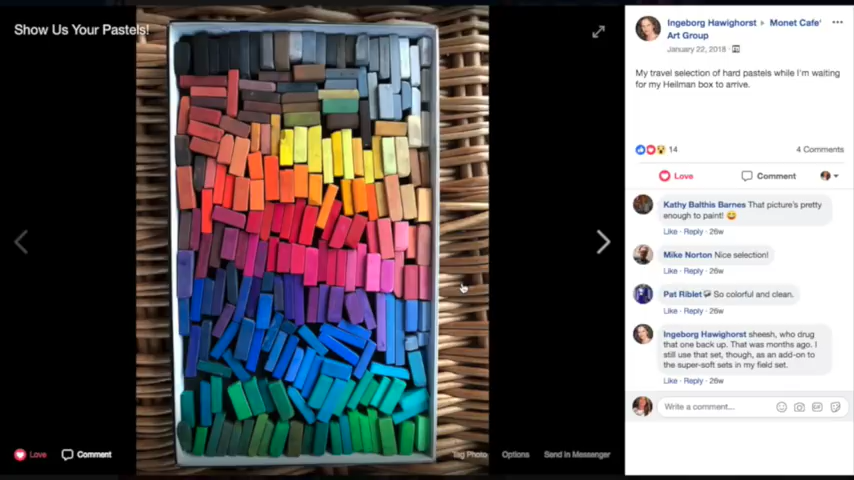 Show Us Your Pastels!
Love Comment
Tag Photo Options Send in Messenger
Ingeborg Hawighorst ▸ Monet Cafe'
Art Group
January 22, 2018 ·
My travel selection of hard pastels while I'm waiting
for my Heilman box to arrive.
14
4 Comments
Love Comment
Kathy Balthis Barnes That picture's pretty
enough to paint! 😀
Like · Reply · 26w
Mike Norton Nice selection!
Like · Reply · 26w
Pat Riblet So colorful and clean.
Like · Reply · 26w
Ingeborg Hawighorst sheesh, who drug
that one back up. That was months ago. I
still use that set, though, as an add-on to
the super-soft sets in my field set.
Like · Reply · 26w
Write a comment...
GIF